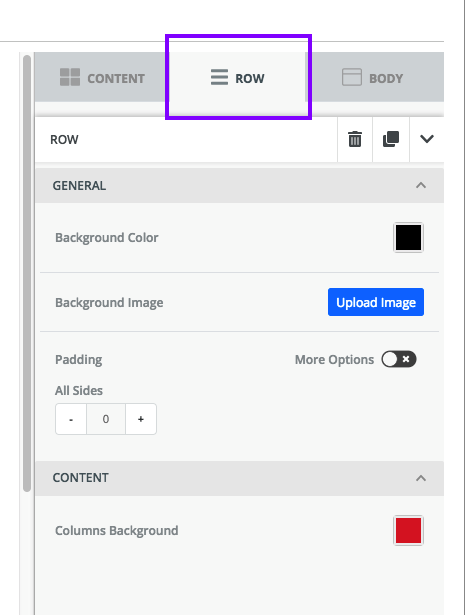 CONTENT ROW BODY
ROW
GENERAL
Background Color
Background Image Upload Image
Padding More Options
All Sides
- 0 +
CONTENT
Columns Background